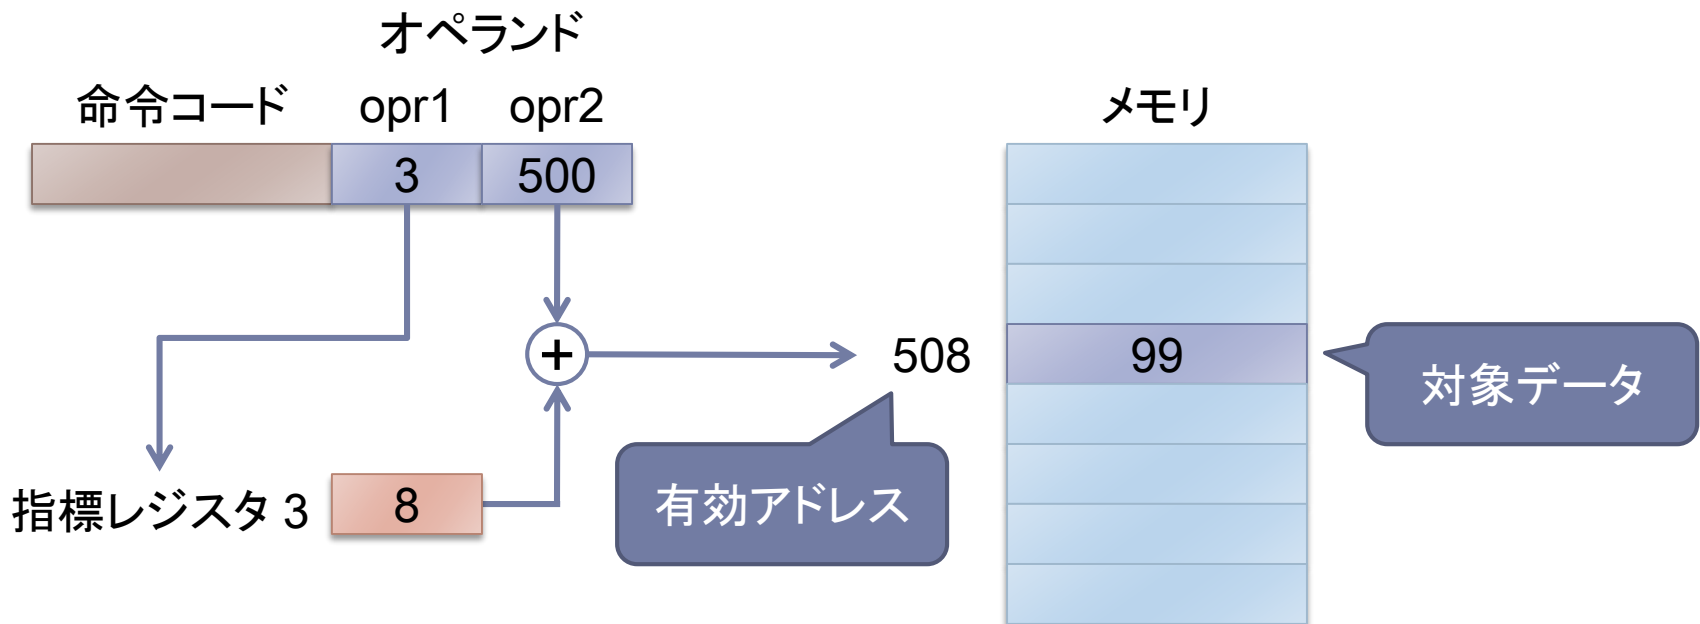 オペランド
命令コード opr1 opr2
メモリ
3 500
+
508
99
対象データ
有効アドレス
指標レジスタ 3
8